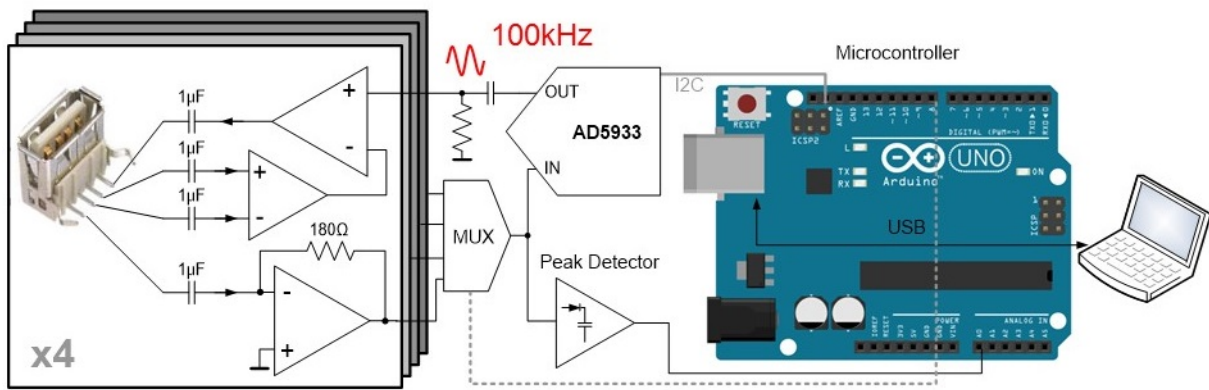 100kHz
Microcontroller
1µF
1µF
1µF
1µF
+
-
+
-
180Ω
-
+
x4
MUX
OUT
AD5933
IN
I2C
Peak Detector
RESET
ICSP2
AREF
GND
13
12
~11
~10
~9
8
7
~6
~5
4
~3
2
TX0►1
RX0◄0
DIGITAL (PWM=~)
L
TX
RX
Arduino™
UNO
ON
ICSP
1
USB
IOREF
RESET
3V3
5V
GND
GND
VIN
POWER
ANALOG IN
A0
A1
A2
A3
A4
A5